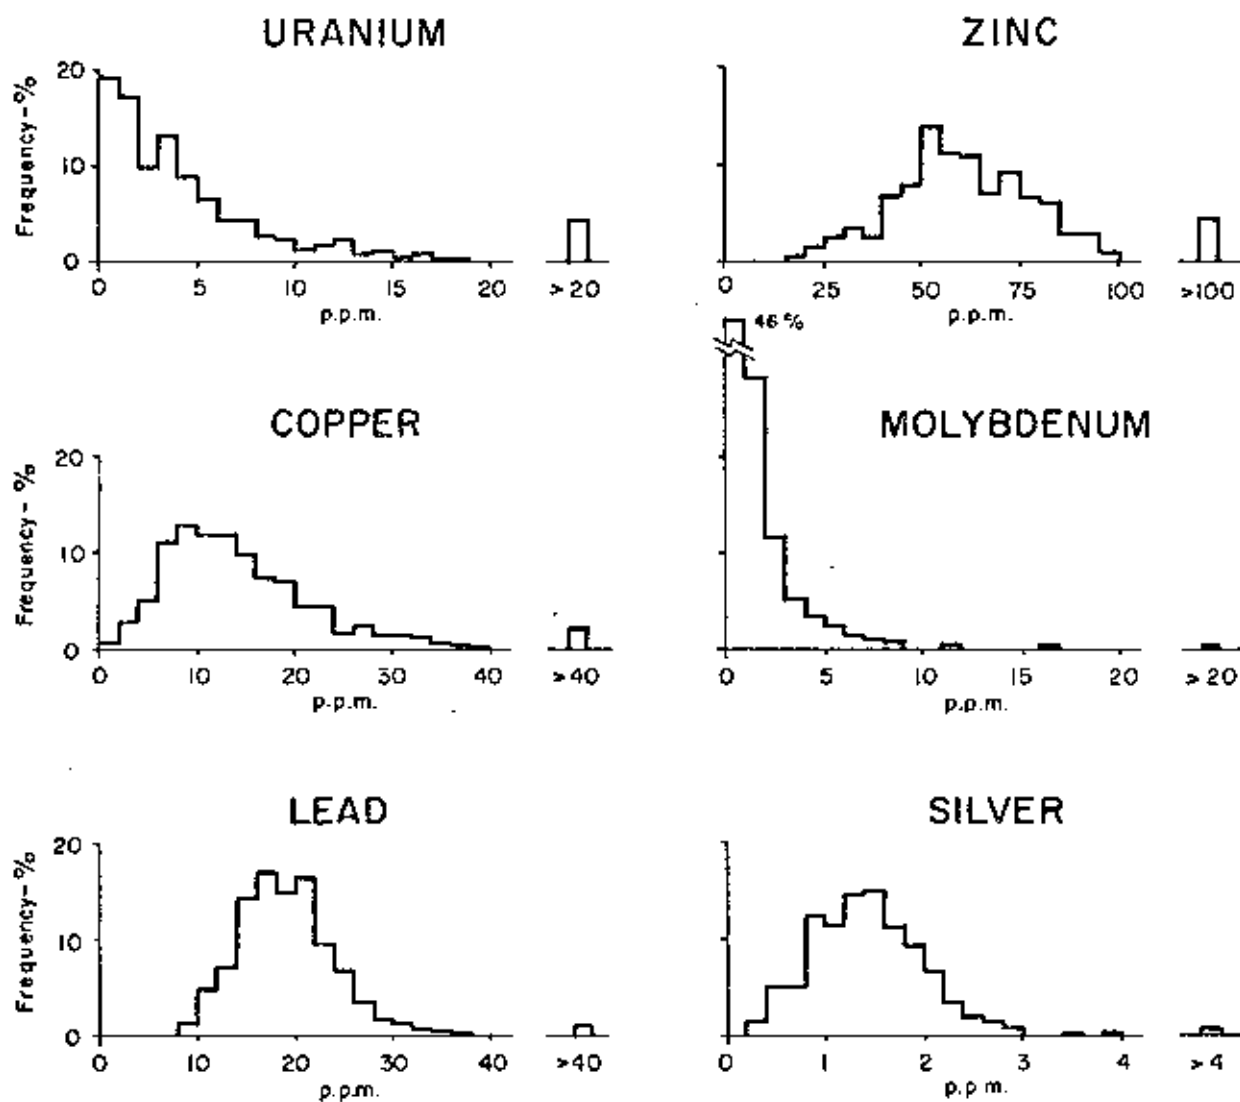 URANIUM
Frequency-%
20
10
0
0 5 10 15 20 >20
p.p.m.
ZINC
0 25 50 75 100 >100
p.p.m.
COPPER
Frequency-%
20
10
0
0 10 20 30 40 >40
p.p.m.
46%
MOLYBDENUM
0 5 10 15 20 >20
p.p.m.
LEAD
Frequency-%
20
10
0
0 10 20 30 40 >40
p.p.m.
SILVER
0 1 2 3 4 >4
p.p m.